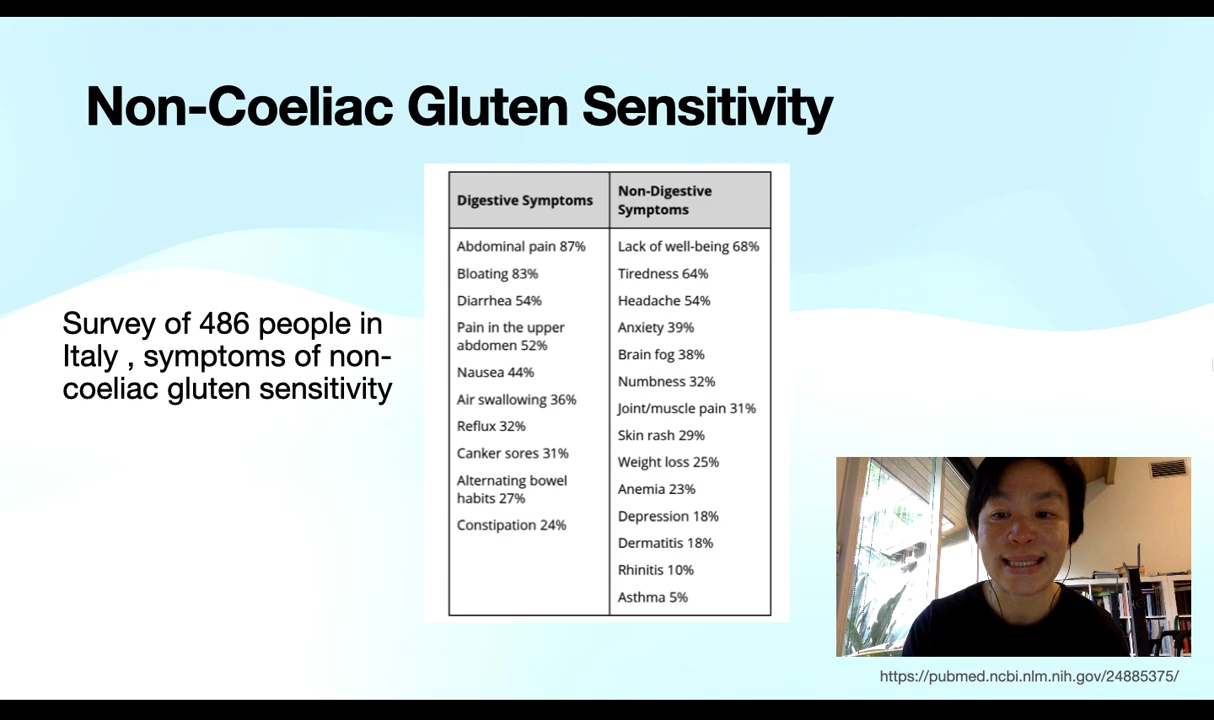 Non-Coeliac Gluten Sensitivity
Survey of 486 people in
Italy , symptoms of non-
coeliac gluten sensitivity
Digestive Symptoms
Abdominal pain 87%
Bloating 83%
Diarrhea 54%
Pain in the upper
abdomen 52%
Nausea 44%
Air swallowing 36%
Reflux 32%
Canker sores 31%
Alternating bowel
habits 27%
Constipation 24%
Non-Digestive
Symptoms
Lack of well-being 68%
Tiredness 64%
Headache 54%
Anxiety 39%
Brain fog 38%
Numbness 32%
Joint/muscle pain 31%
Skin rash 29%
Weight loss 25%
Anemia 23%
Depression 18%
Dermatitis 18%
Rhinitis 10%
Asthma 5%
https://pubmed.ncbi.nlm.nih.gov/24885375/